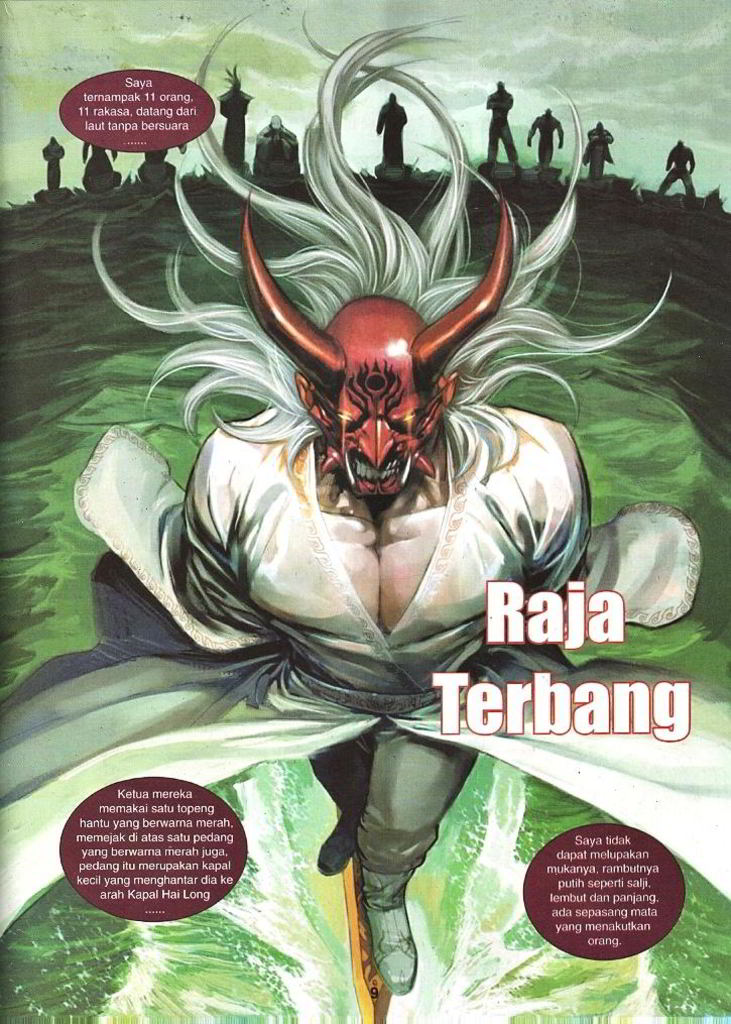 Saya
ternampak 11 orang,
11 rakasa, datang dari
laut tanpa bersuara
.......
Raja
Terbang
Ketua mereka
memakai satu topeng
hantu yang berwarna merah,
memejak di atas satu pedang
yang berwarna merah juga,
pedang itu merupakan kapal
kecil yang menghantar dia ke
arah Kapal Hai Long
......
Saya tidak
dapat melupakan
mukanya, rambutnya
putih seperti salji,
lembut dan panjang,
ada sepasang mata
yang menakutkan
orang.
9